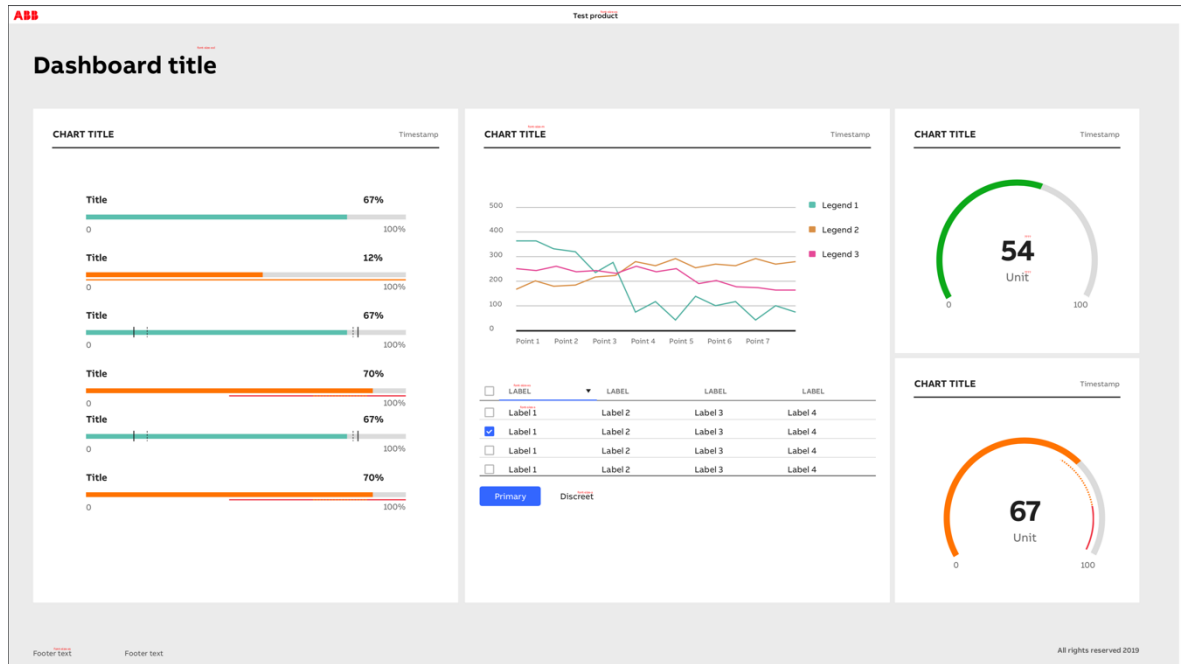 ABB
Test product
Dashboard title
CHART TITLE Timestamp
Title 67%
0 100%
Title 12%
0 100%
Title 67%
0 100%
Title 70%
0 100%
Title 67%
0 100%
Title 70%
0 100%
CHART TITLE Timestamp
500
400
300
200
100
0
Point 1 Point 2 Point 3 Point 4 Point 5 Point 6 Point 7
Legend 1
Legend 2
Legend 3
LABEL LABEL LABEL LABEL
Label 1 Label 2 Label 3 Label 4
Label 1 Label 2 Label 3 Label 4
Label 1 Label 2 Label 3 Label 4
Label 1 Label 2 Label 3 Label 4
Primary Discreet
CHART TITLE Timestamp
54
Unit
0 100
CHART TITLE Timestamp
67
Unit
0 100
Footer text Footer text All rights reserved 2019